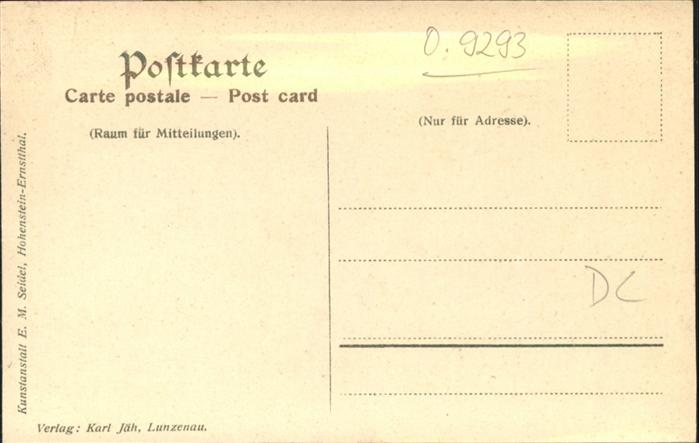 O. 9293
Postkarte
Carte postale — Post card
(Raum für Mitteilungen).
(Nur für Adresse).
DC
Kunstanstalt E. M. Seidel, Hohenstein-Ernstthal.
Verlag: Karl Jäh, Lunzenau.